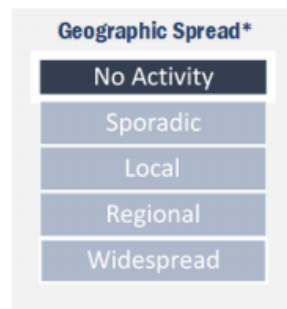 Geographic Spread*
No Activity
Sporadic
Local
Regional
Widespread